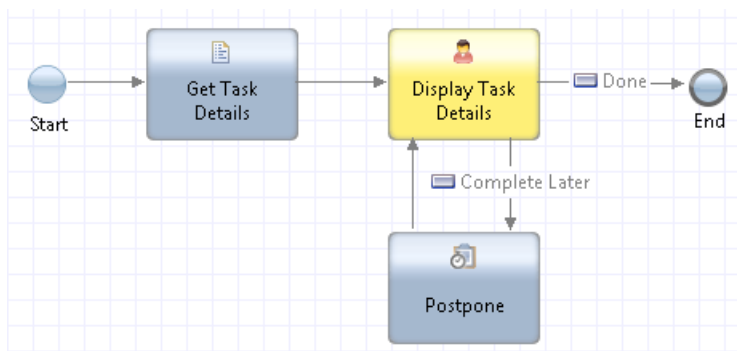 Start
Get Task
Details
Display Task
Details
Done
End
Complete Later
Postpone